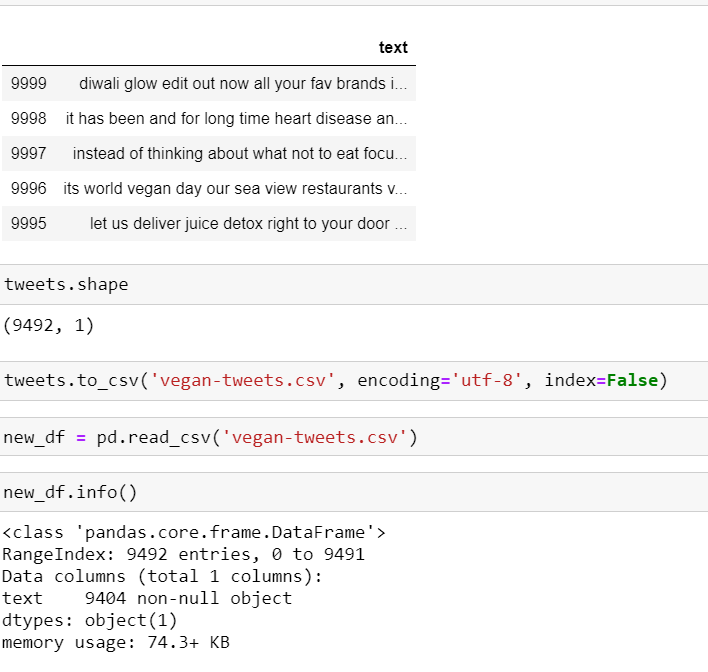 text
9999 diwali glow edit out now all your fav brands i...
9998 it has been and for long time heart disease an...
9997 instead of thinking about what not to eat focu...
9996 its world vegan day our sea view restaurants v...
9995 let us deliver juice detox right to your door ...
tweets.shape
(9492, 1)
tweets.to_csv('vegan-tweets.csv', encoding='utf-8', index=False)
new_df = pd.read_csv('vegan-tweets.csv')
new_df.info()
<class 'pandas.core.frame.DataFrame'>
RangeIndex: 9492 entries, 0 to 9491
Data columns (total 1 columns):
text    9404 non-null object
dtypes: object(1)
memory usage: 74.3+ KB